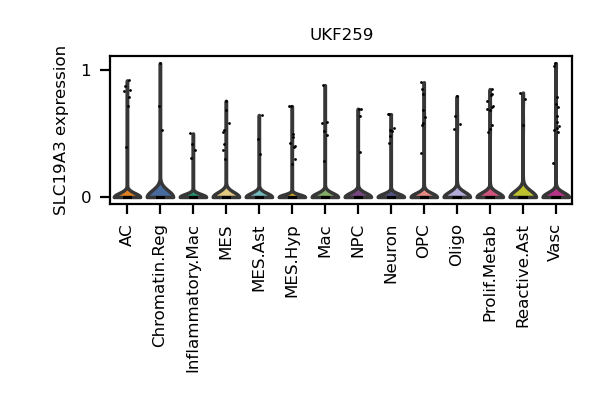 UKF259
SLC19A3 expression
1
0
AC
Chromatin.Reg
Inflammatory.Mac
MES
MES.Ast
MES.Hyp
Mac
NPC
Neuron
OPC
Oligo
Prolif.Metab
Reactive.Ast
Vasc